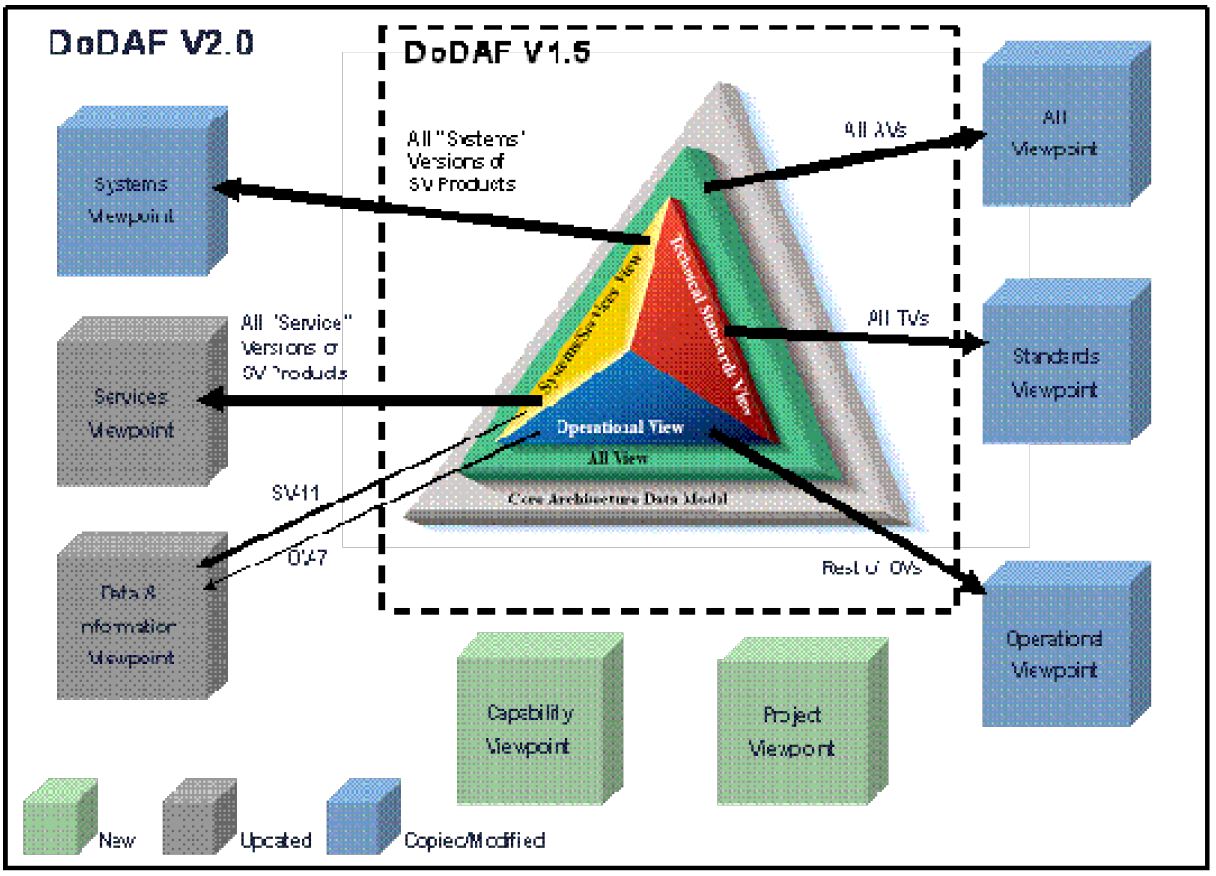 DoDAF V2.0
DoDAF V1.5
All "Systems"
Versions of
SV Products
All AVs
All
Viewpoint
Systems
Viewpoint
Technical Standards View
Systems/Services View
All "Service"
Versions of
SV Products
All TVs
Standards
Viewpoint
Services
Viewpoint
Operational View
All View
Core Architecture Data Model
SV-11
OV-7
Rest of OVs
Data &
Information
Viewpoint
Operational
Viewpoint
Capability
Viewpoint
Project
Viewpoint
New
Updated
Copied/Modified